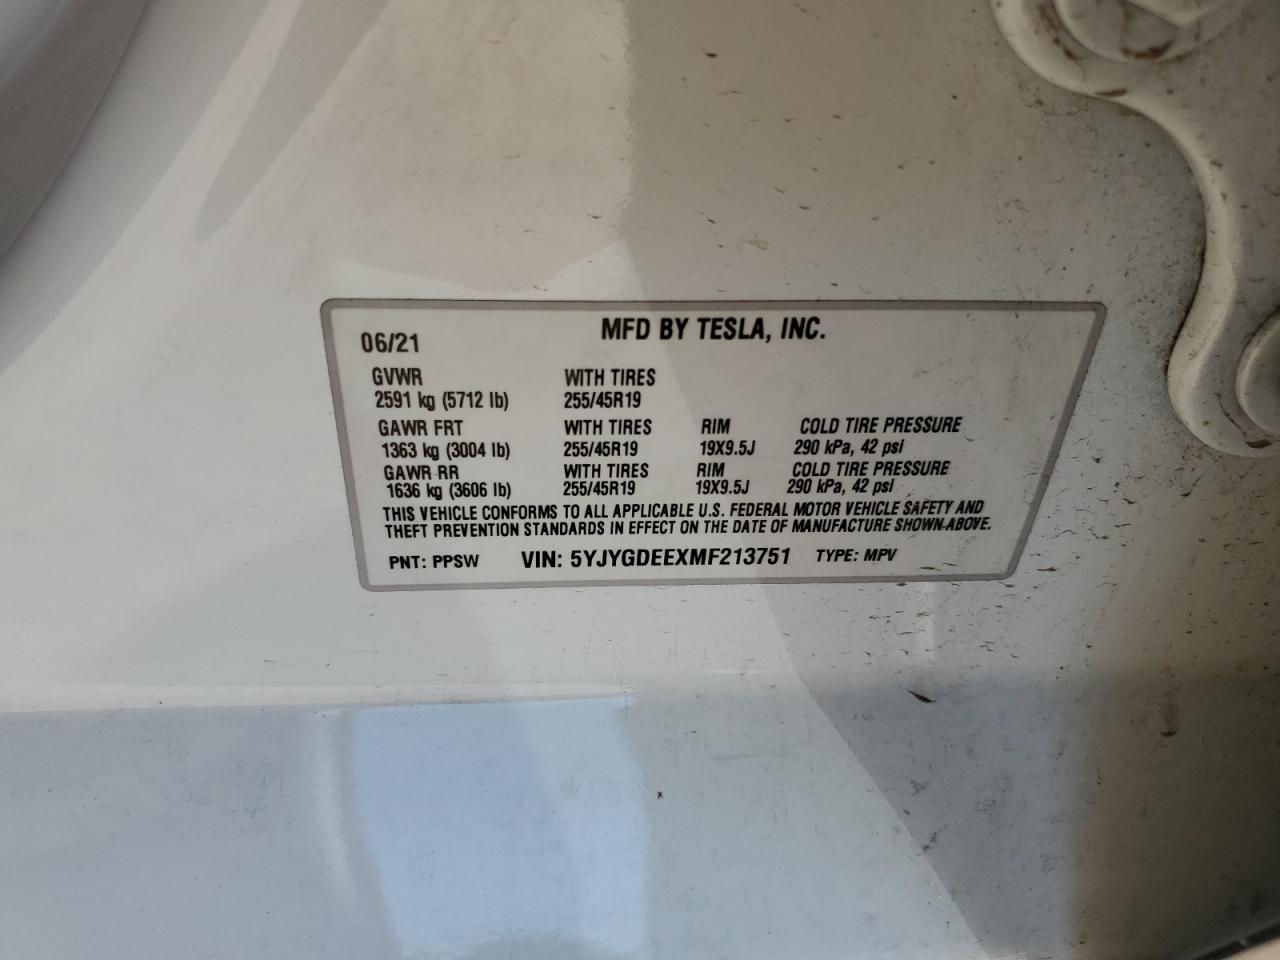 MFD BY TESLA, INC.
06/21
GVWR WITH TIRES
2591 kg (5712 lb) 255/45R19
GAWR FRT WITH TIRES RIM COLD TIRE PRESSURE
1363 kg (3004 lb) 255/45R19 19X9.5J 290 kPa, 42 psi
GAWR RR WITH TIRES RIM COLD TIRE PRESSURE
1636 kg (3606 lb) 255/45R19 19X9.5J 290 kPa, 42 psi
THIS VEHICLE CONFORMS TO ALL APPLICABLE U.S. FEDERAL MOTOR VEHICLE SAFETY AND
THEFT PREVENTION STANDARDS IN EFFECT ON THE DATE OF MANUFACTURE SHOWN ABOVE.
PNT: PPSW VIN: 5YJYGDEEXMF213751 TYPE: MPV